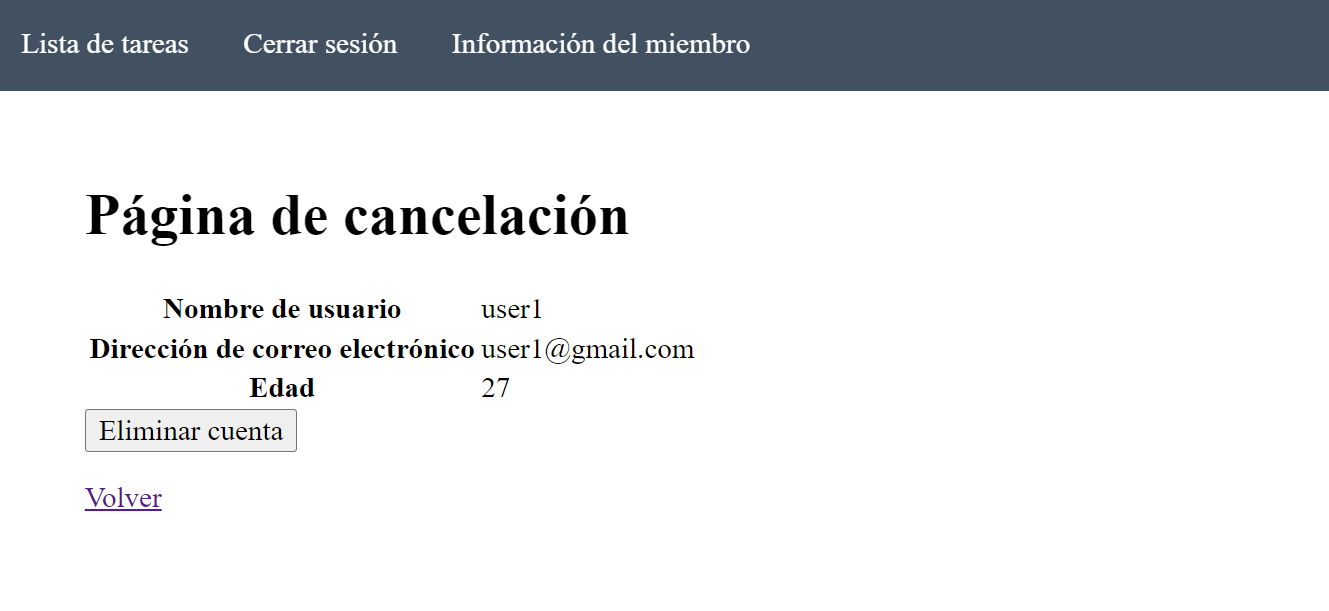 Lista de tareas Cerrar sesión Información del miembro
Página de cancelación
Nombre de usuario user1
Dirección de correo electrónico user1@gmail.com
Edad 27
Eliminar cuenta
Volver